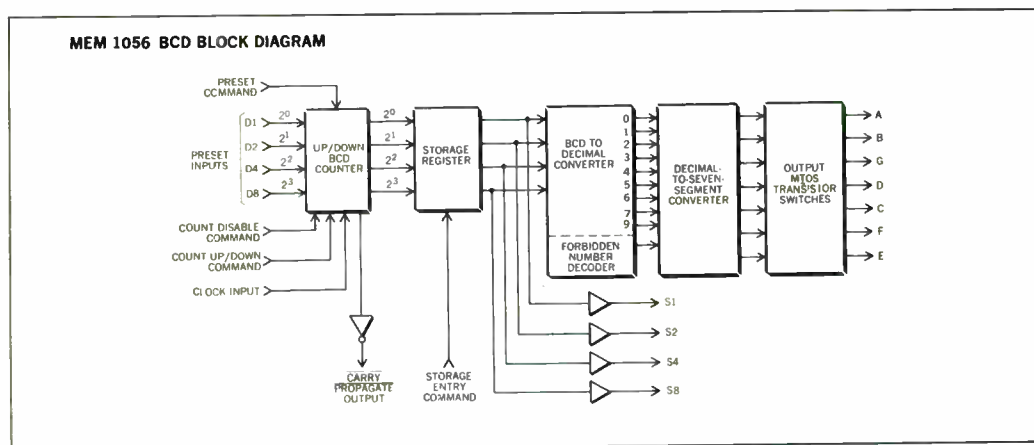 MEM 1056 BCD BLOCK DIAGRAM
PRESET
COMMAND
PRESET
INPUTS
D1 2⁰
D2 2¹
D4 2²
D8 2³
UP/DOWN
BCD
COUNTER
2⁰
2¹
2²
2³
STORAGE
REGISTER
BCD TO
DECIMAL
CONVERTER
FORBIDDEN
NUMBER
DECODER
0
1
2
3
4
5
6
7
9
DECIMAL-
TO-SEVEN-
SEGMENT
CONVERTER
OUTPUT
MTOS
TRANSISTOR
SWITCHES
A
B
G
D
C
F
E
COUNT DISABLE
COMMAND
COUNT UP/DOWN
COMMAND
CLOCK INPUT
CARRY
PROPAGATE
OUTPUT
STORAGE
ENTRY
COMMAND
S1
S2
S4
S8